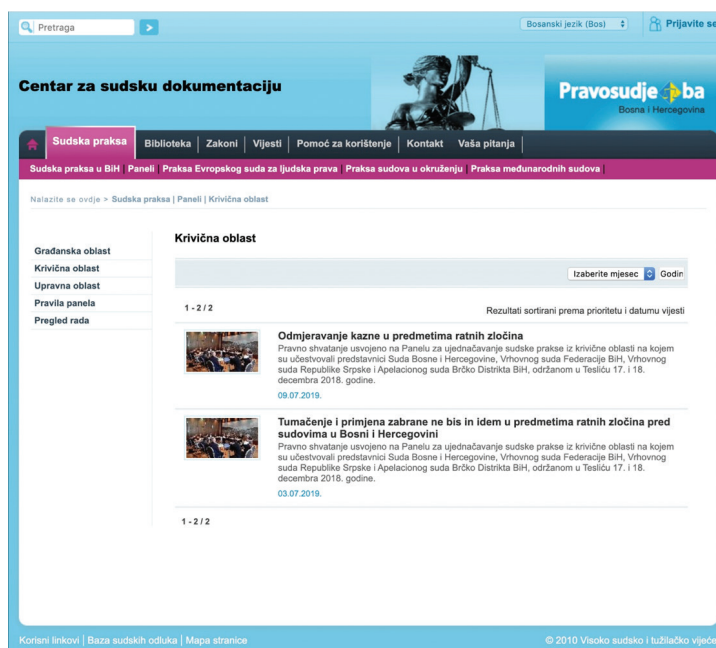 Pretraga
Bosanski jezik (Bos)
Prijavite se
Centar za sudsku dokumentaciju
Pravosudje ba
Bosna i Hercegovina
Sudska praksa | Biblioteka | Zakoni | Vijesti | Pomoć za korištenje | Kontakt | Vaša pitanja |
Sudska praksa u BiH | Paneli | Praksa Evropskog suda za ljudska prava | Praksa sudova u okruženju | Praksa međunarodnih sudova |
Nalazite se ovdje > Sudska praksa | Paneli | Krivična oblast
Građanska oblast
Krivična oblast
Upravna oblast
Pravila panela
Pregled rada
Krivična oblast
Izaberite mjesec Godin
1 - 2 / 2
Rezultati sortirani prema prioritetu i datumu vijesti
Odmjeravanje kazne u predmetima ratnih zločina
Pravno shvatanje usvojeno na Panelu za ujednačavanje sudske prakse iz krivične oblasti na kojem
su učestvovali predstavnici Suda Bosne i Hercegovine, Vrhovnog suda Federacije BiH, Vrhovnog
suda Republike Srpske i Apelacionog suda Brčko Distrikta BiH, održanom u Tesliću 17. i 18.
decembra 2018. godine.
09.07.2019.
Tumačenje i primjena zabrane ne bis in idem u predmetima ratnih zločina pred
sudovima u Bosni i Hercegovini
Pravno shvatanje usvojeno na Panelu za ujednačavanje sudske prakse iz krivične oblasti na kojem
su učestvovali predstavnici Suda Bosne i Hercegovine, Vrhovnog suda Federacije BiH, Vrhovnog
suda Republike Srpske i Apelacionog suda Brčko Distrikta BiH, održanom u Tesliću 17. i 18.
decembra 2018. godine.
03.07.2019.
1 - 2 / 2
Korisni linkovi | Baza sudskih odluka | Mapa stranice
© 2010 Visoko sudsko i tužilačko vijeće